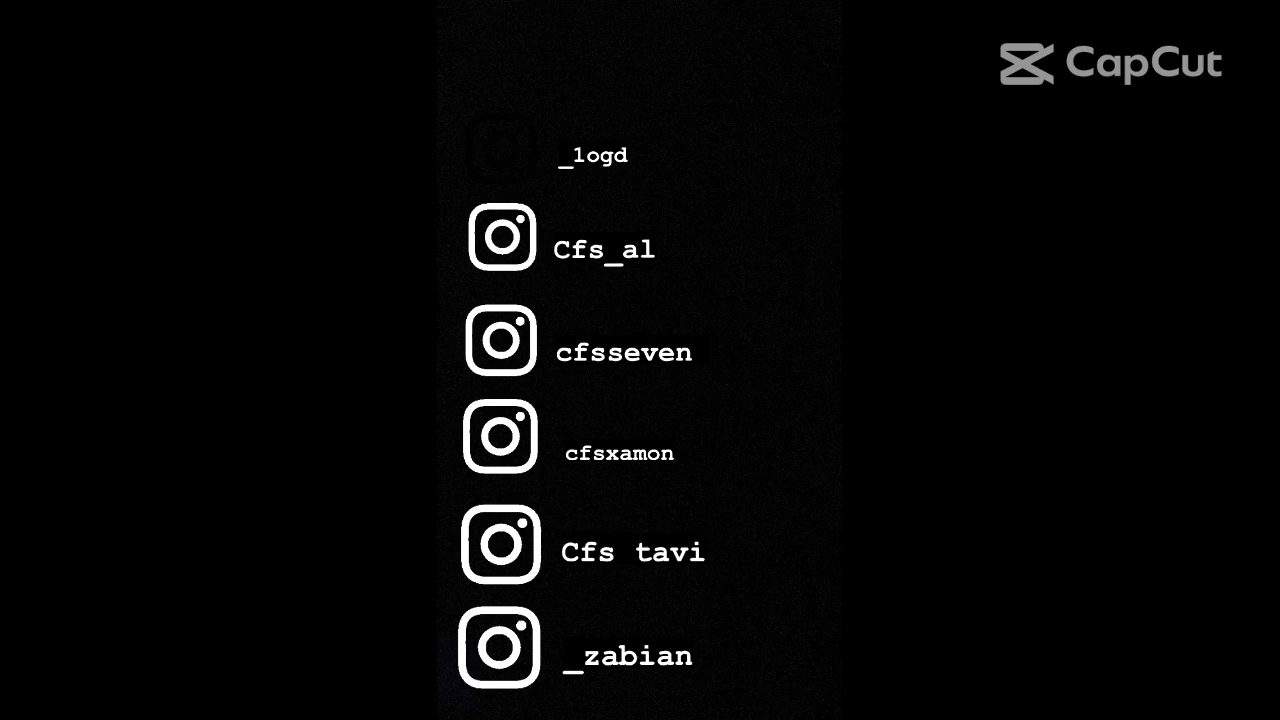 CapCut
_1ogd
Cfs_al
cfsseven
cfsxamon
Cfs tavi
_zabian